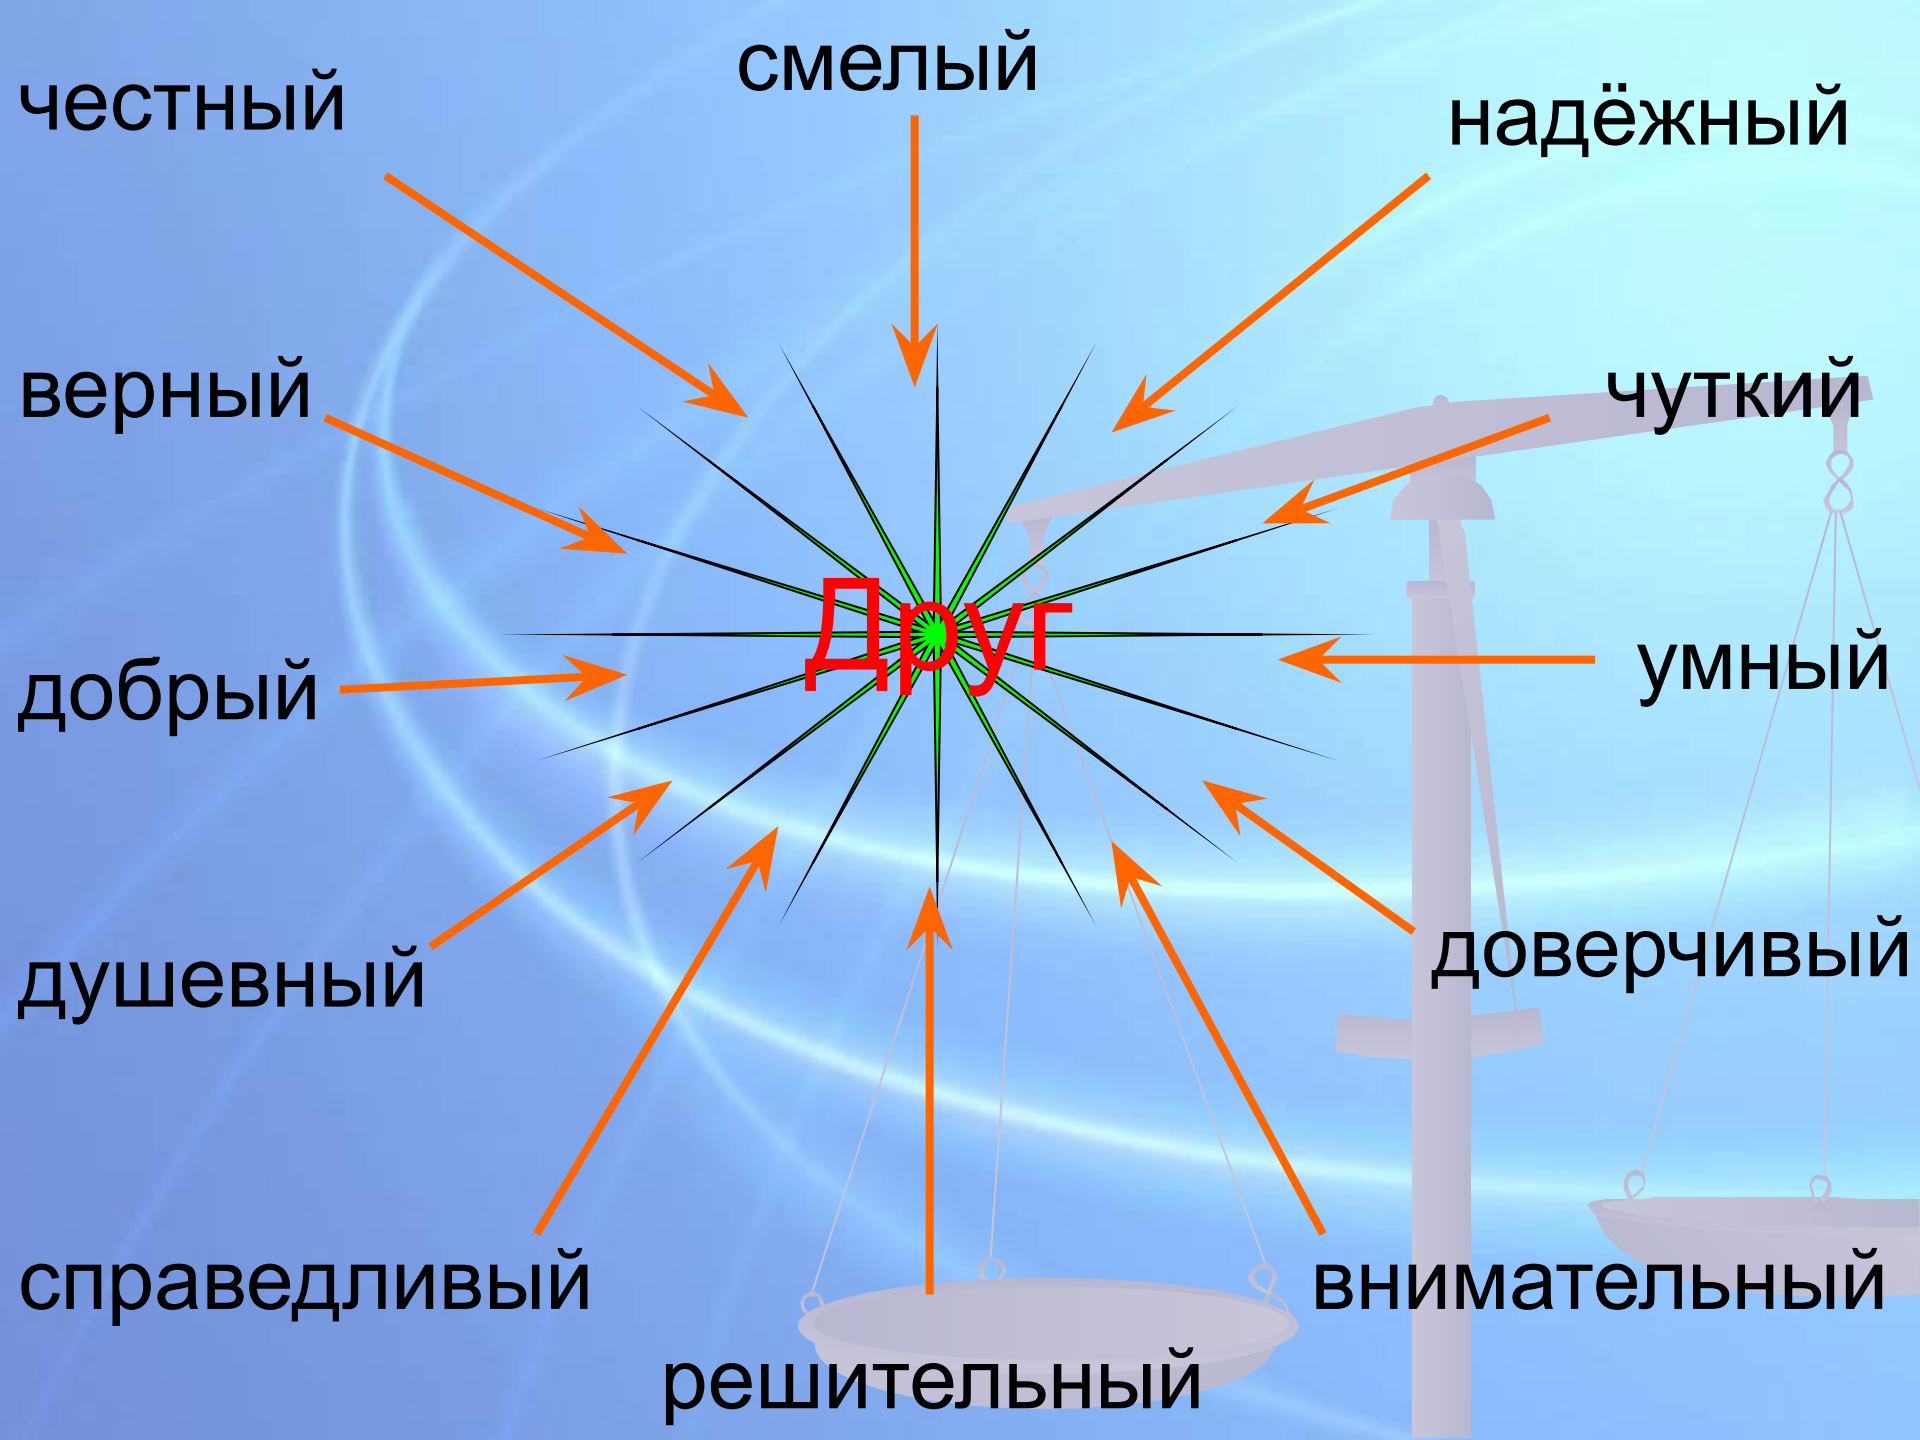 смелый
честный
надёжный
верный
чуткий
Друг
умный
добрый
доверчивый
душевный
справедливый
внимательный
решительный